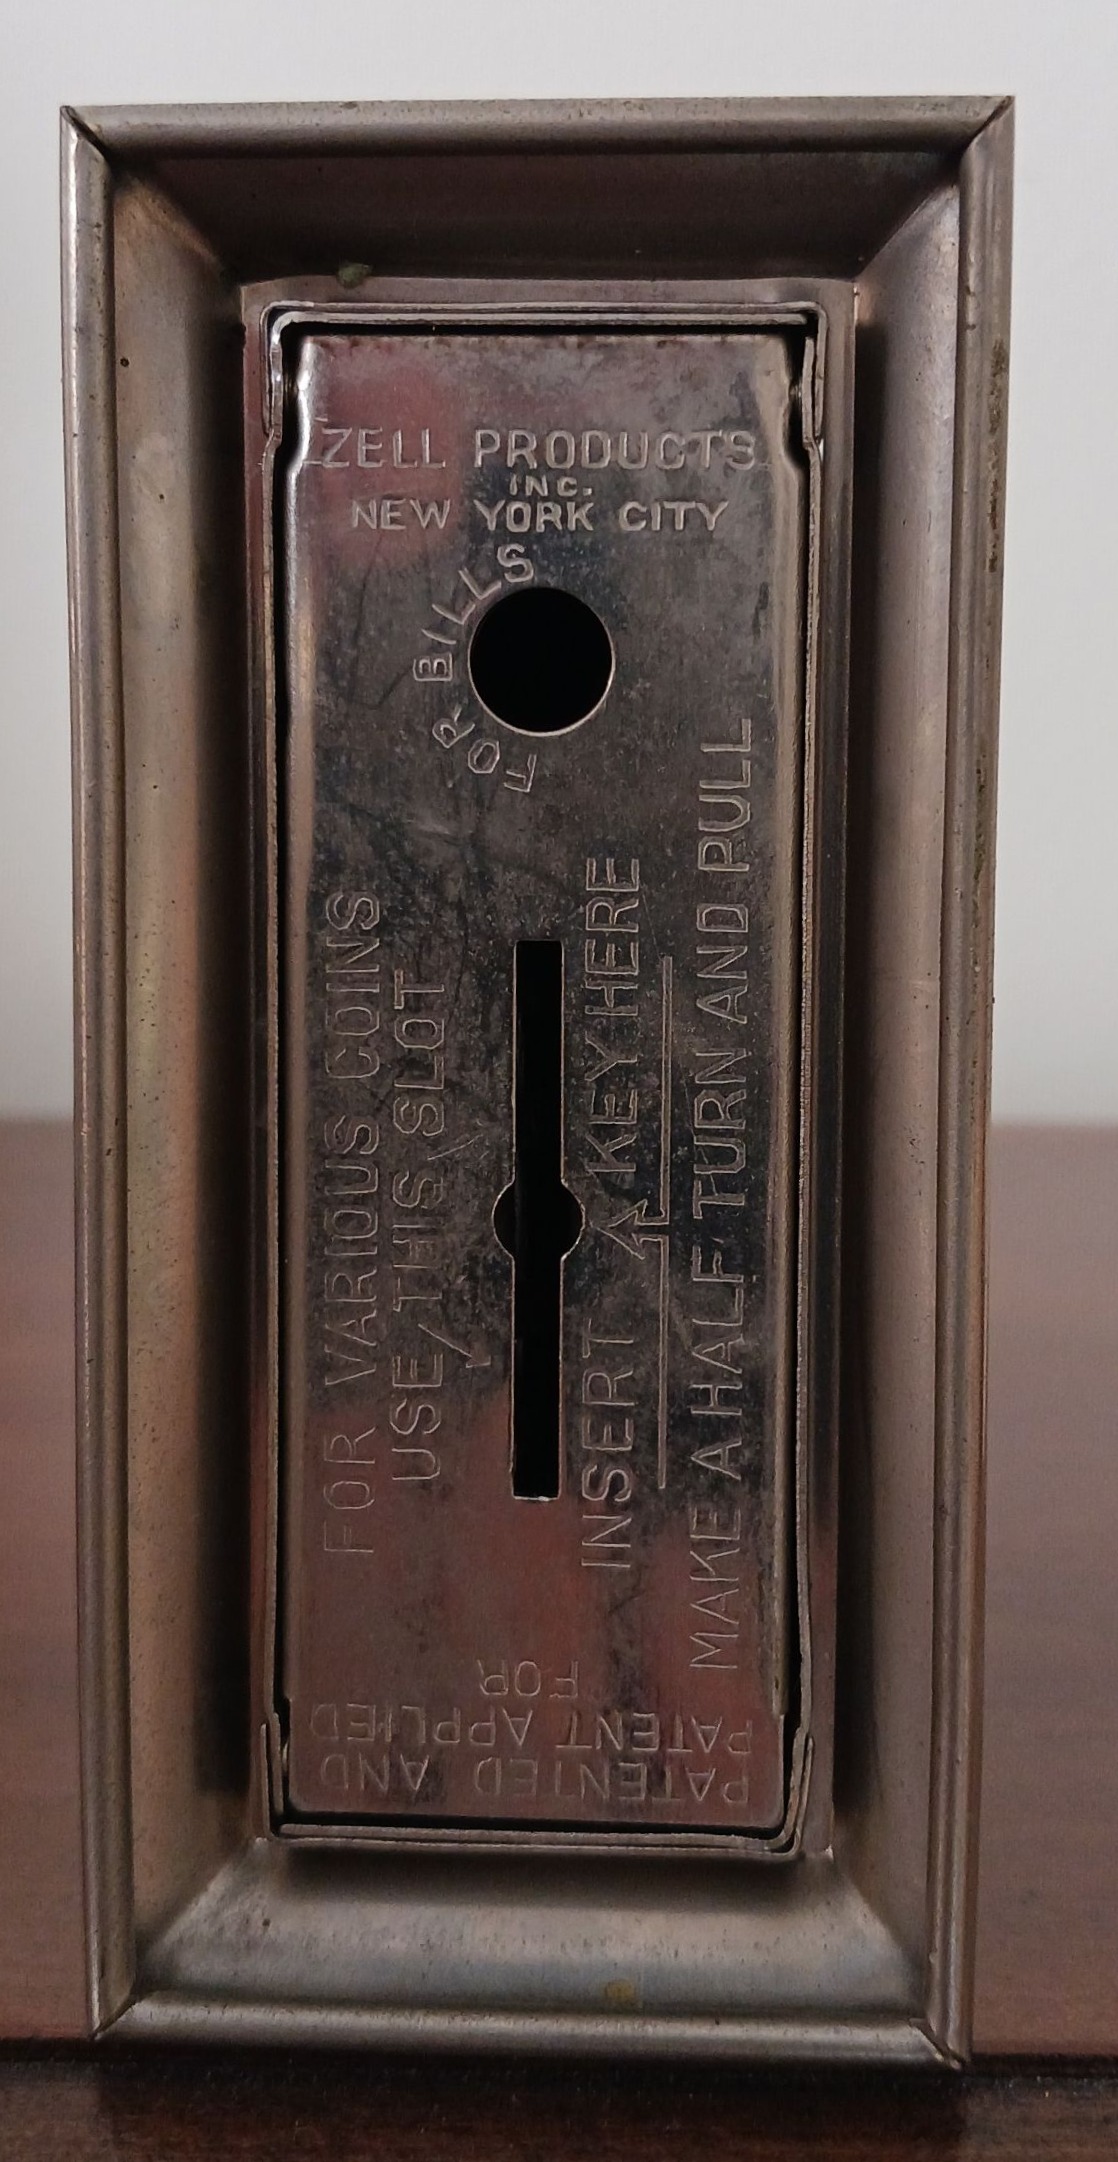 ZELL PRODUCTS
INC.
NEW YORK CITY
FOR BILLS
FOR VARIOUS COINS
USE THIS SLOT
INSERT KEY HERE
MAKE A HALF TURN AND PULL
PATENTED AND
PATENT APPLIED
FOR